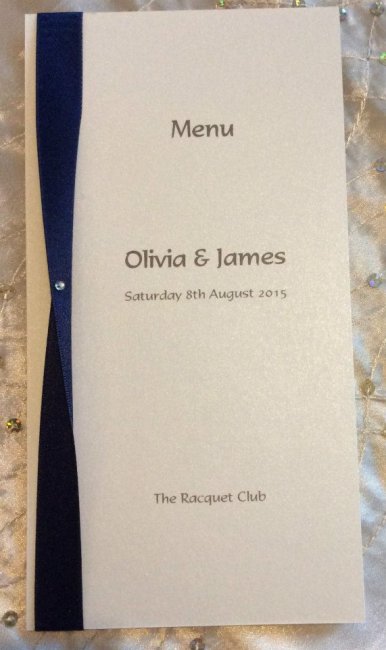 Menu
Olivia & James
Saturday 8th August 2015
The Racquet Club